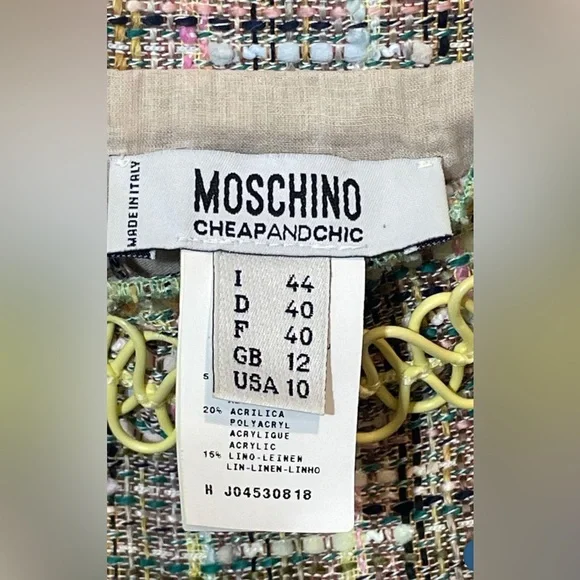 MADE IN ITALY
MOSCHINO
CHEAPANDCHIC
I 44
D 40
F 40
GB 12
USA 10
20% ACRILICA
POLYACRYL
ACRYLIQUE
ACRYLIC
15% LINO-LEINEN
LIN-LINEN-LINHO
H J04530818